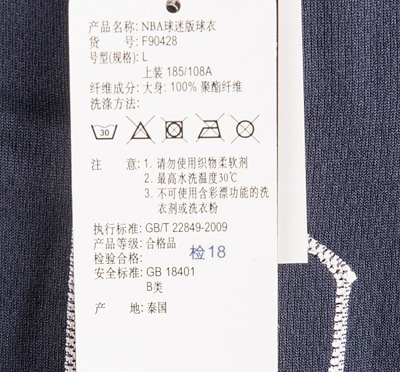 产品名称: NBA球迷版球衣
货 号: F90428
号型(规格): L
上装 185/108A
纤维成分: 大身: 100% 聚酯纤维
洗涤方法:
30
注 意: 1. 请勿使用织物柔软剂
2. 最高水洗温度30℃
3. 不可使用含彩漂功能的洗
衣剂或洗衣粉
执行标准: GB/T 22849-2009
产品等级: 合格品
检验合格: 检18
安全标准: GB 18401
B类
产 地: 泰国